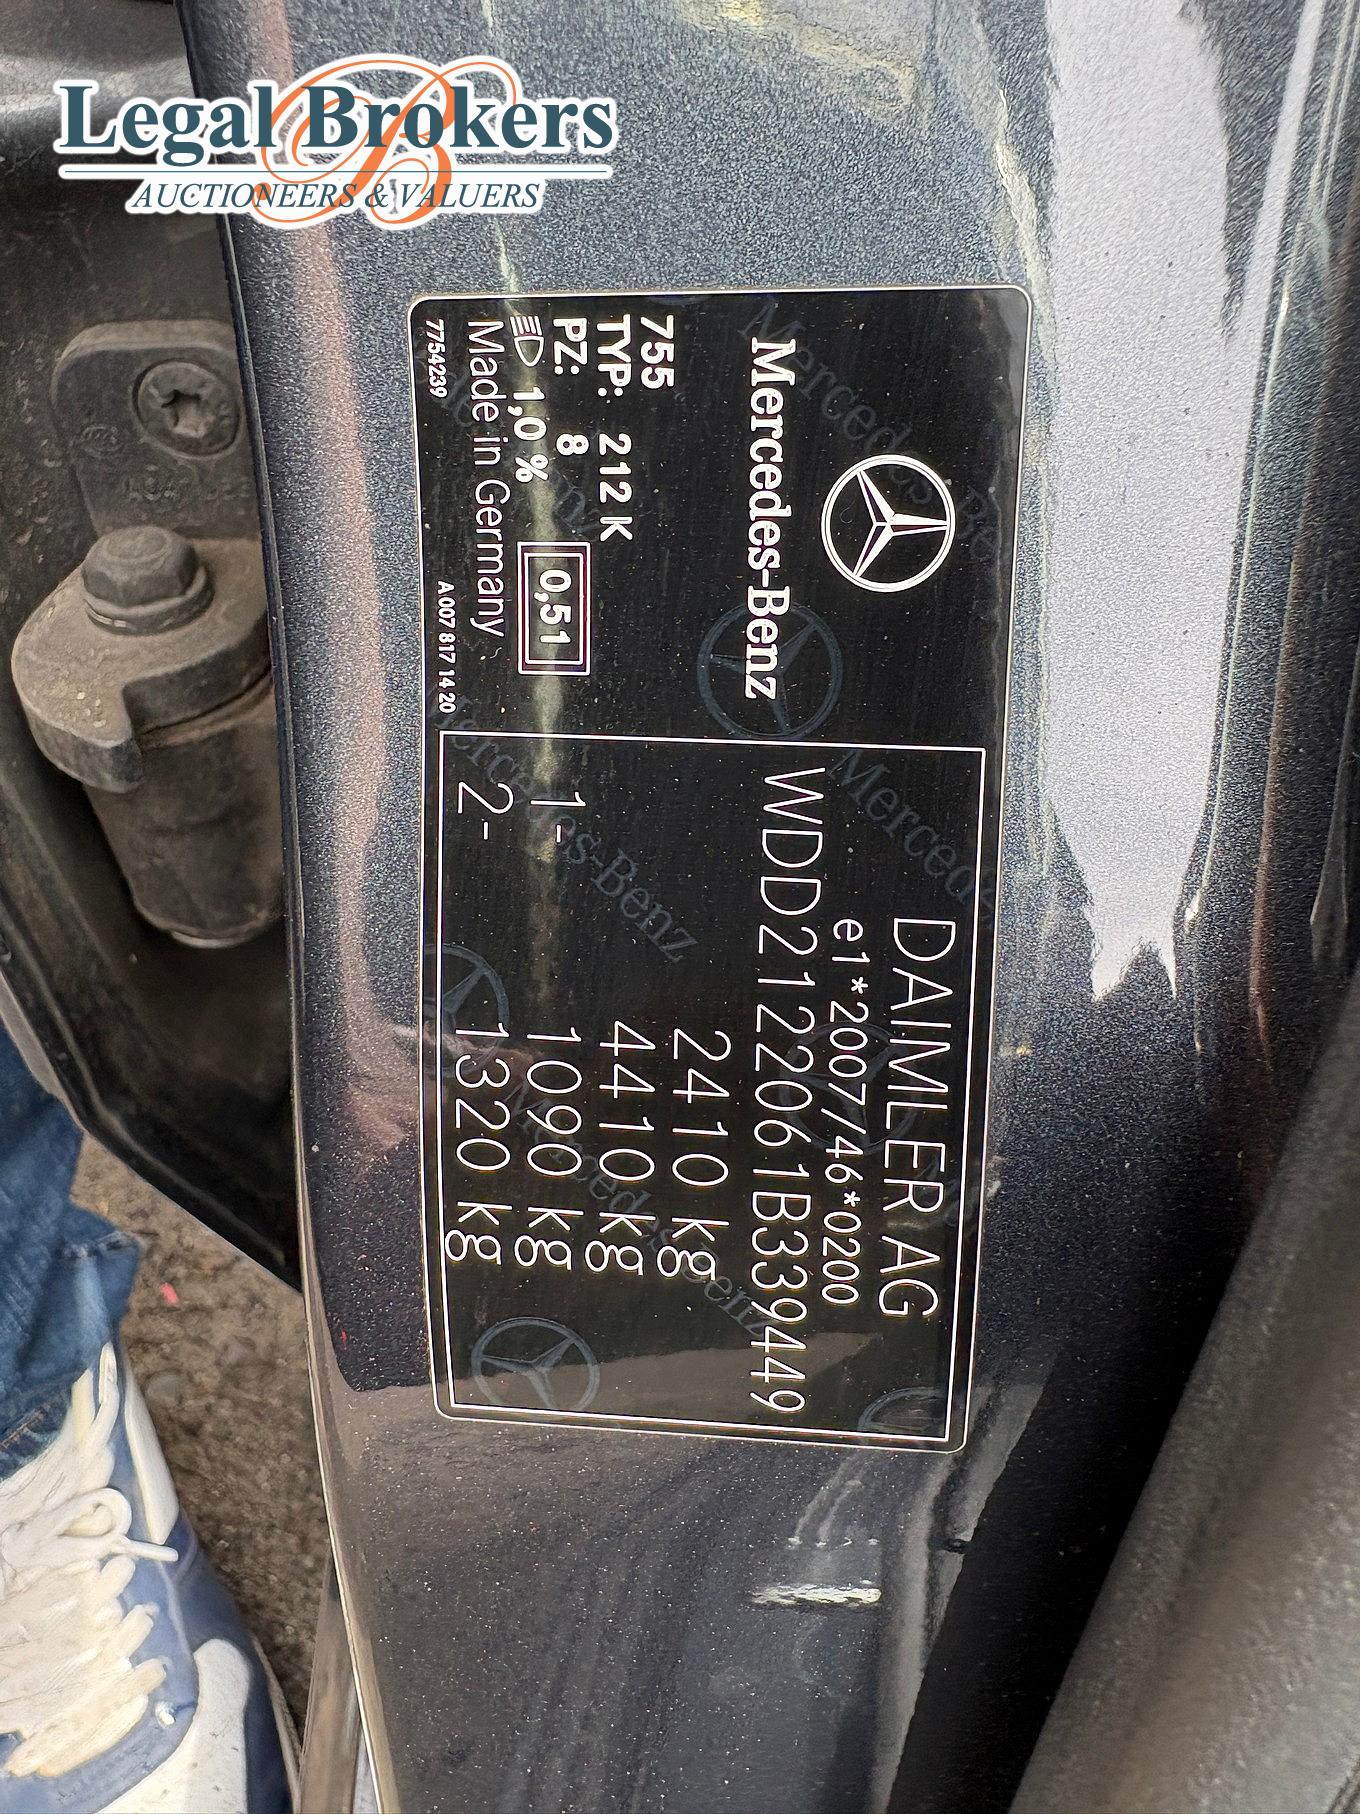 Legal Brokers
AUCTIONEERS & VALUERS
Mercedes-Benz
755
TYP: 212 K
PZ: 8
1,0 % 0,51
Made in Germany
7754239 A 007 817 14 20
DAIMLER AG
e1*2007/46*0200
WDD2122061B339449
2410 kg
4410 kg
1- 1090 kg
2- 1320 kg